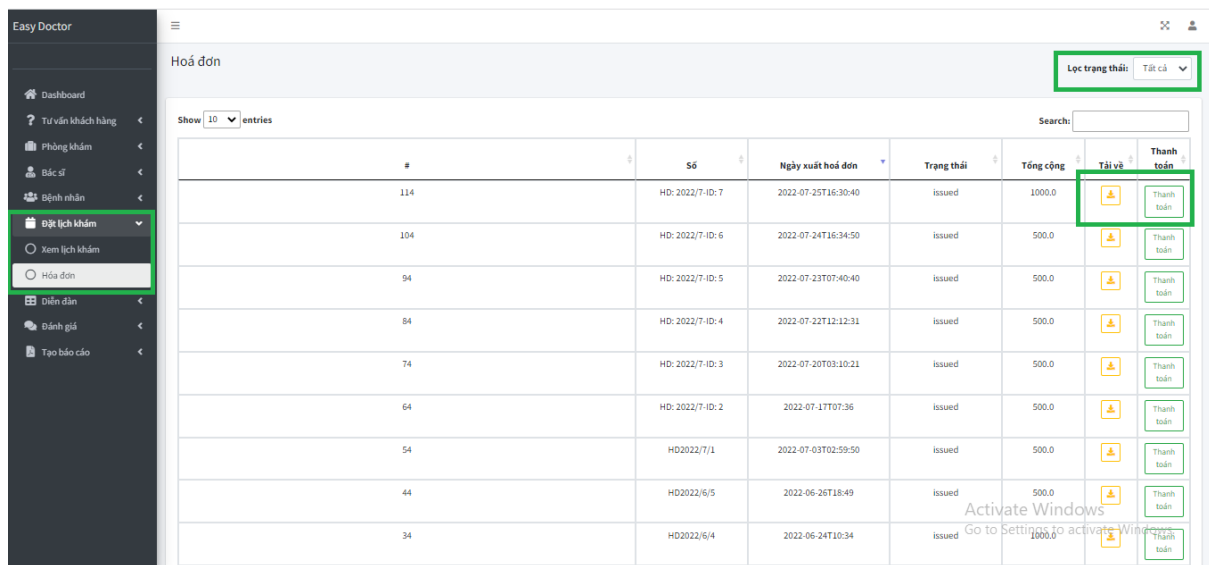 Easy Doctor
Dashboard
Tư vấn khách hàng
Phòng khám
Bác sĩ
Bệnh nhân
Đặt lịch khám
Xem lịch khám
Hóa đơn
Diễn đàn
Đánh giá
Tạo báo cáo
Hoá đơn
Lọc trạng thái: Tất cả
Show 10 entries
Search:
# Số Ngày xuất hoá đơn Trạng thái Tổng cộng Tải về Thanh toán
114 HD: 2022/7-ID: 7 2022-07-25T16:30:40 issued 1000.0 Thanh toán
104 HD: 2022/7-ID: 6 2022-07-24T16:34:50 issued 500.0 Thanh toán
94 HD: 2022/7-ID: 5 2022-07-23T07:40:40 issued 500.0 Thanh toán
84 HD: 2022/7-ID: 4 2022-07-22T12:12:31 issued 500.0 Thanh toán
74 HD: 2022/7-ID: 3 2022-07-20T03:10:21 issued 500.0 Thanh toán
64 HD: 2022/7-ID: 2 2022-07-17T07:36 issued 500.0 Thanh toán
54 HD2022/7/1 2022-07-03T02:59:50 issued 500.0 Thanh toán
44 HD2022/6/5 2022-06-26T18:49 issued 500.0 Thanh toán
34 HD2022/6/4 2022-06-24T10:34 issued 1000.0 Thanh toán
Activate Windows
Go to Settings to activate Windows.